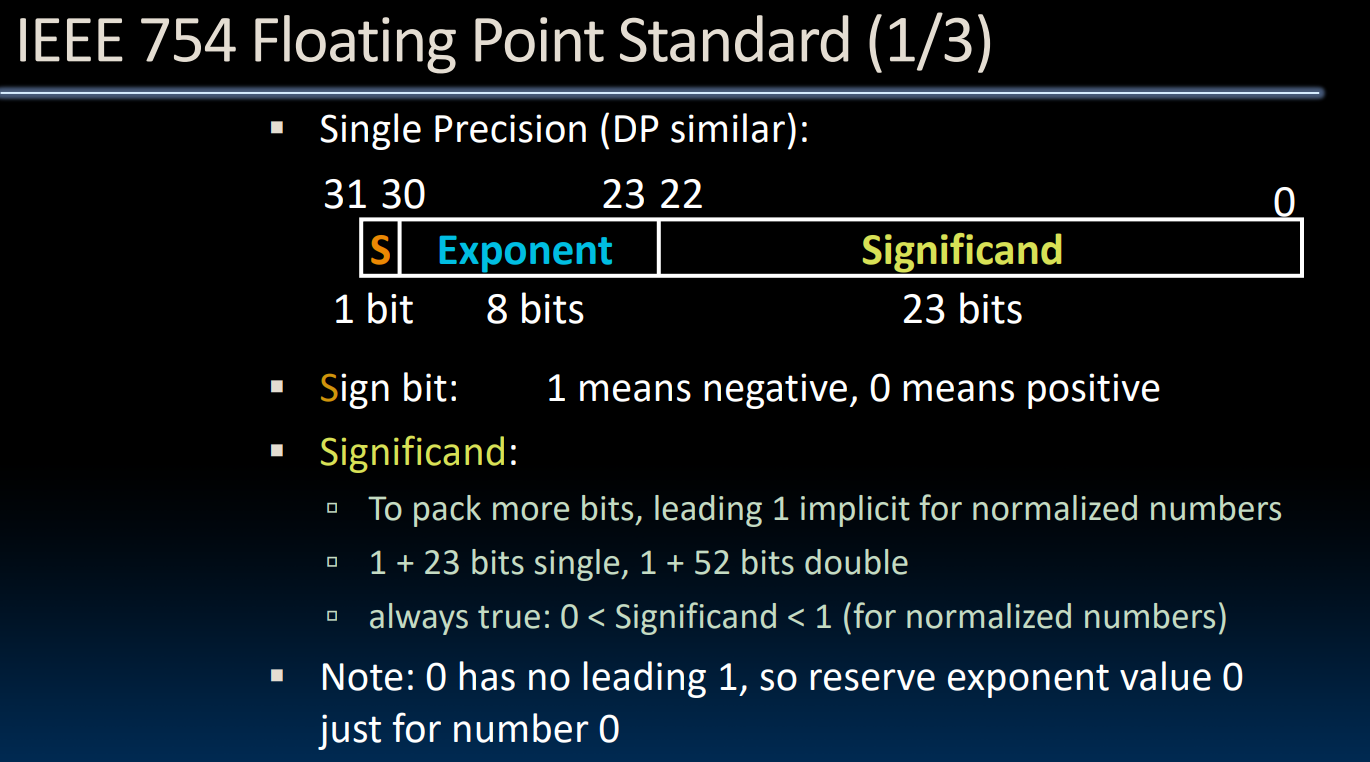 IEEE 754 Floating Point Standard (1/3)
▪ Single Precision (DP similar):
31 30 23 22 0
S Exponent Significand
1 bit 8 bits 23 bits
▪ Sign bit: 1 means negative, 0 means positive
▪ Significand:
▫ To pack more bits, leading 1 implicit for normalized numbers
▫ 1 + 23 bits single, 1 + 52 bits double
▫ always true: 0 < Significand < 1 (for normalized numbers)
▪ Note: 0 has no leading 1, so reserve exponent value 0
just for number 0